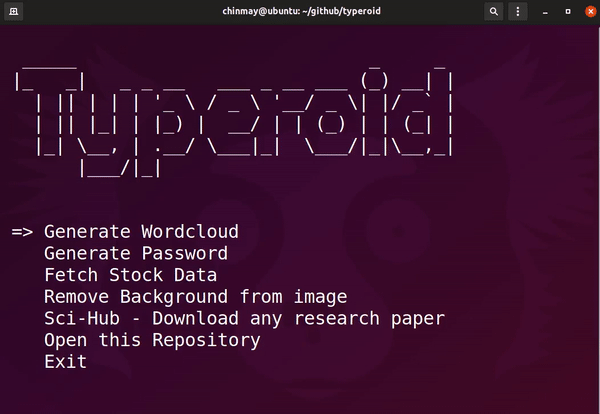 chinmay@ubuntu: ~/github/typeroid
Typeroid
=> Generate Wordcloud
Generate Password
Fetch Stock Data
Remove Background from image
Sci-Hub - Download any research paper
Open this Repository
Exit